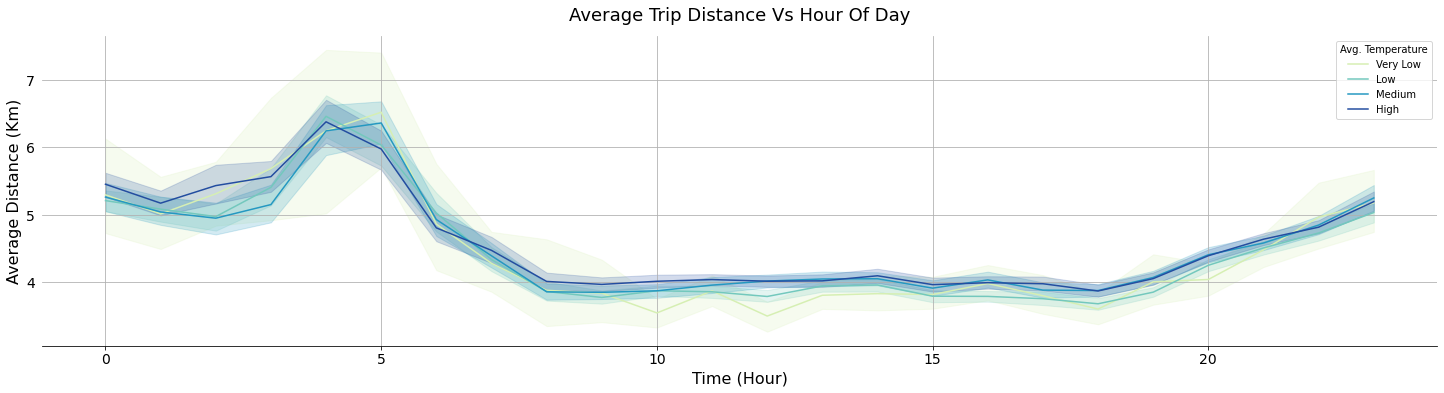 Average Trip Distance Vs Hour Of Day
Average Distance (Km)
7
6
5
4
0 5 10 15 20
Time (Hour)
Avg. Temperature
Very Low
Low
Medium
High